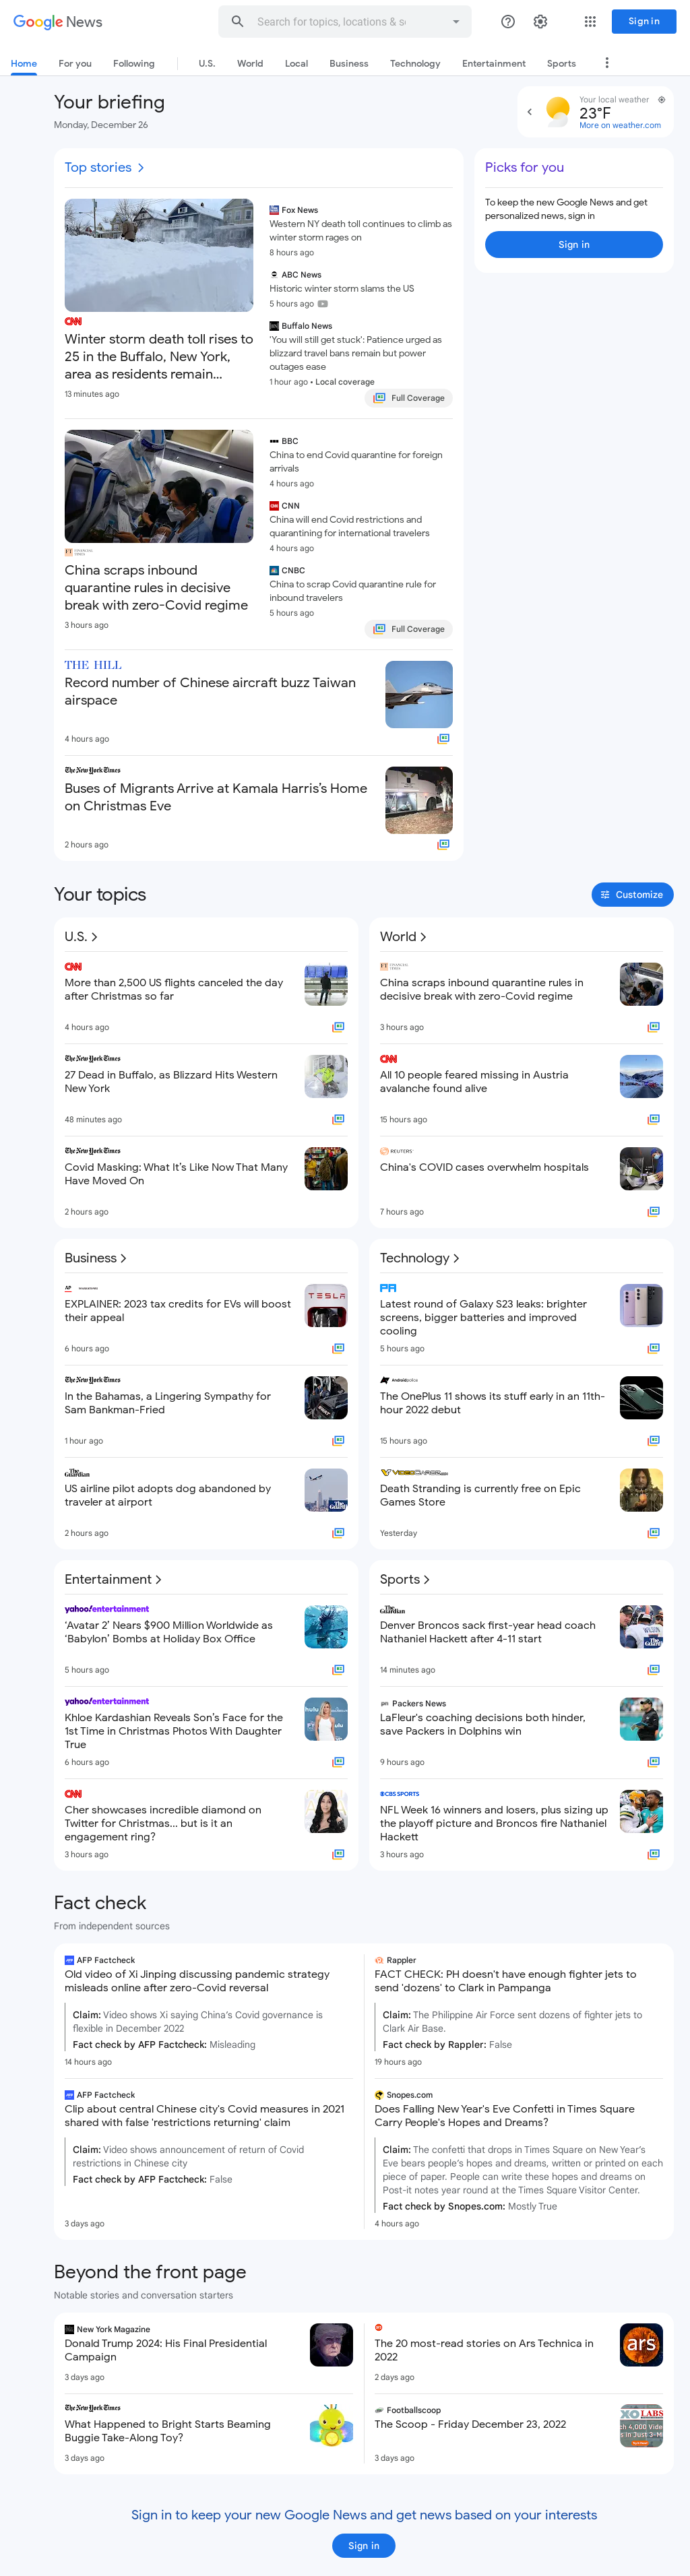 Google News
Search for topics, locations & so
Sign in
Home
For you
Following
U.S.
World
Local
Business
Technology
Entertainment
Sports
Your briefing
Monday, December 26
Your local weather
23°F
More on weather.com
Top stories
CNN
Winter storm death toll rises to
25 in the Buffalo, New York,
area as residents remain...
13 minutes ago
Fox News
Western NY death toll continues to climb as
winter storm rages on
8 hours ago
ABC News
Historic winter storm slams the US
5 hours ago
Buffalo News
'You will still get stuck': Patience urged as
blizzard travel bans remain but power
outages ease
1 hour ago • Local coverage
Full Coverage
Picks for you
To keep the new Google News and get
personalized news, sign in
Sign in
FT FINANCIAL
TIMES
China scraps inbound
quarantine rules in decisive
break with zero-Covid regime
3 hours ago
BBC
China to end Covid quarantine for foreign
arrivals
4 hours ago
CNN
China will end Covid restrictions and
quarantining for international travelers
4 hours ago
CNBC
China to scrap Covid quarantine rule for
inbound travelers
5 hours ago
Full Coverage
THE HILL
Record number of Chinese aircraft buzz Taiwan
airspace
4 hours ago
The New York Times
Buses of Migrants Arrive at Kamala Harris's Home
on Christmas Eve
2 hours ago
Your topics
Customize
U.S.
CNN
More than 2,500 US flights canceled the day
after Christmas so far
4 hours ago
The New York Times
27 Dead in Buffalo, as Blizzard Hits Western
New York
48 minutes ago
The New York Times
Covid Masking: What It's Like Now That Many
Have Moved On
2 hours ago
World
FT FINANCIAL
TIMES
China scraps inbound quarantine rules in
decisive break with zero-Covid regime
3 hours ago
CNN
All 10 people feared missing in Austria
avalanche found alive
15 hours ago
REUTERS
China's COVID cases overwhelm hospitals
7 hours ago
Business
AP
EXPLAINER: 2023 tax credits for EVs will boost
their appeal
TESLA
6 hours ago
The New York Times
In the Bahamas, a Lingering Sympathy for
Sam Bankman-Fried
1 hour ago
The Guardian
US airline pilot adopts dog abandoned by
traveler at airport
2 hours ago
Technology
PA
Latest round of Galaxy S23 leaks: brighter
screens, bigger batteries and improved
cooling
5 hours ago
Androidpolice
The OnePlus 11 shows its stuff early in an 11th-
hour 2022 debut
15 hours ago
VIDEOCARDZ.COM
Death Stranding is currently free on Epic
Games Store
Yesterday
Entertainment
yahoo!entertainment
'Avatar 2' Nears $900 Million Worldwide as
'Babylon' Bombs at Holiday Box Office
5 hours ago
yahoo!entertainment
Khloe Kardashian Reveals Son's Face for the
1st Time in Christmas Photos With Daughter
True
hulu
6 hours ago
CNN
Cher showcases incredible diamond on
Twitter for Christmas... but is it an
engagement ring?
3 hours ago
Sports
The Guardian
Denver Broncos sack first-year head coach
Nathaniel Hackett after 4-11 start
14 minutes ago
Packers News
LaFleur's coaching decisions both hinder,
save Packers in Dolphins win
9 hours ago
CBS SPORTS
NFL Week 16 winners and losers, plus sizing up
the playoff picture and Broncos fire Nathaniel
Hackett
3 hours ago
Fact check
From independent sources
AFP Factcheck
Old video of Xi Jinping discussing pandemic strategy
misleads online after zero-Covid reversal
Claim: Video shows Xi saying China's Covid governance is
flexible in December 2022
Fact check by AFP Factcheck: Misleading
14 hours ago
Rappler
FACT CHECK: PH doesn't have enough fighter jets to
send 'dozens' to Clark in Pampanga
Claim: The Philippine Air Force sent dozens of fighter jets to
Clark Air Base.
Fact check by Rappler: False
19 hours ago
AFP Factcheck
Clip about central Chinese city's Covid measures in 2021
shared with false 'restrictions returning' claim
Claim: Video shows announcement of return of Covid
restrictions in Chinese city
Fact check by AFP Factcheck: False
3 days ago
Snopes.com
Does Falling New Year's Eve Confetti in Times Square
Carry People's Hopes and Dreams?
Claim: The confetti that drops in Times Square on New Year's
Eve bears people's hopes and dreams, written or printed on each
piece of paper. People can write these hopes and dreams on
Post-it notes year round at the Times Square Visitor Center.
Fact check by Snopes.com: Mostly True
4 hours ago
Beyond the front page
Notable stories and conversation starters
New York Magazine
Donald Trump 2024: His Final Presidential
Campaign
3 days ago
The 20 most-read stories on Ars Technica in
2022
ars
2 days ago
The New York Times
What Happened to Bright Starts Beaming
Buggie Take-Along Toy?
3 days ago
Footballscoop
The Scoop - Friday December 23, 2022
XO LABS
3 days ago
Sign in to keep your new Google News and get news based on your interests
Sign in